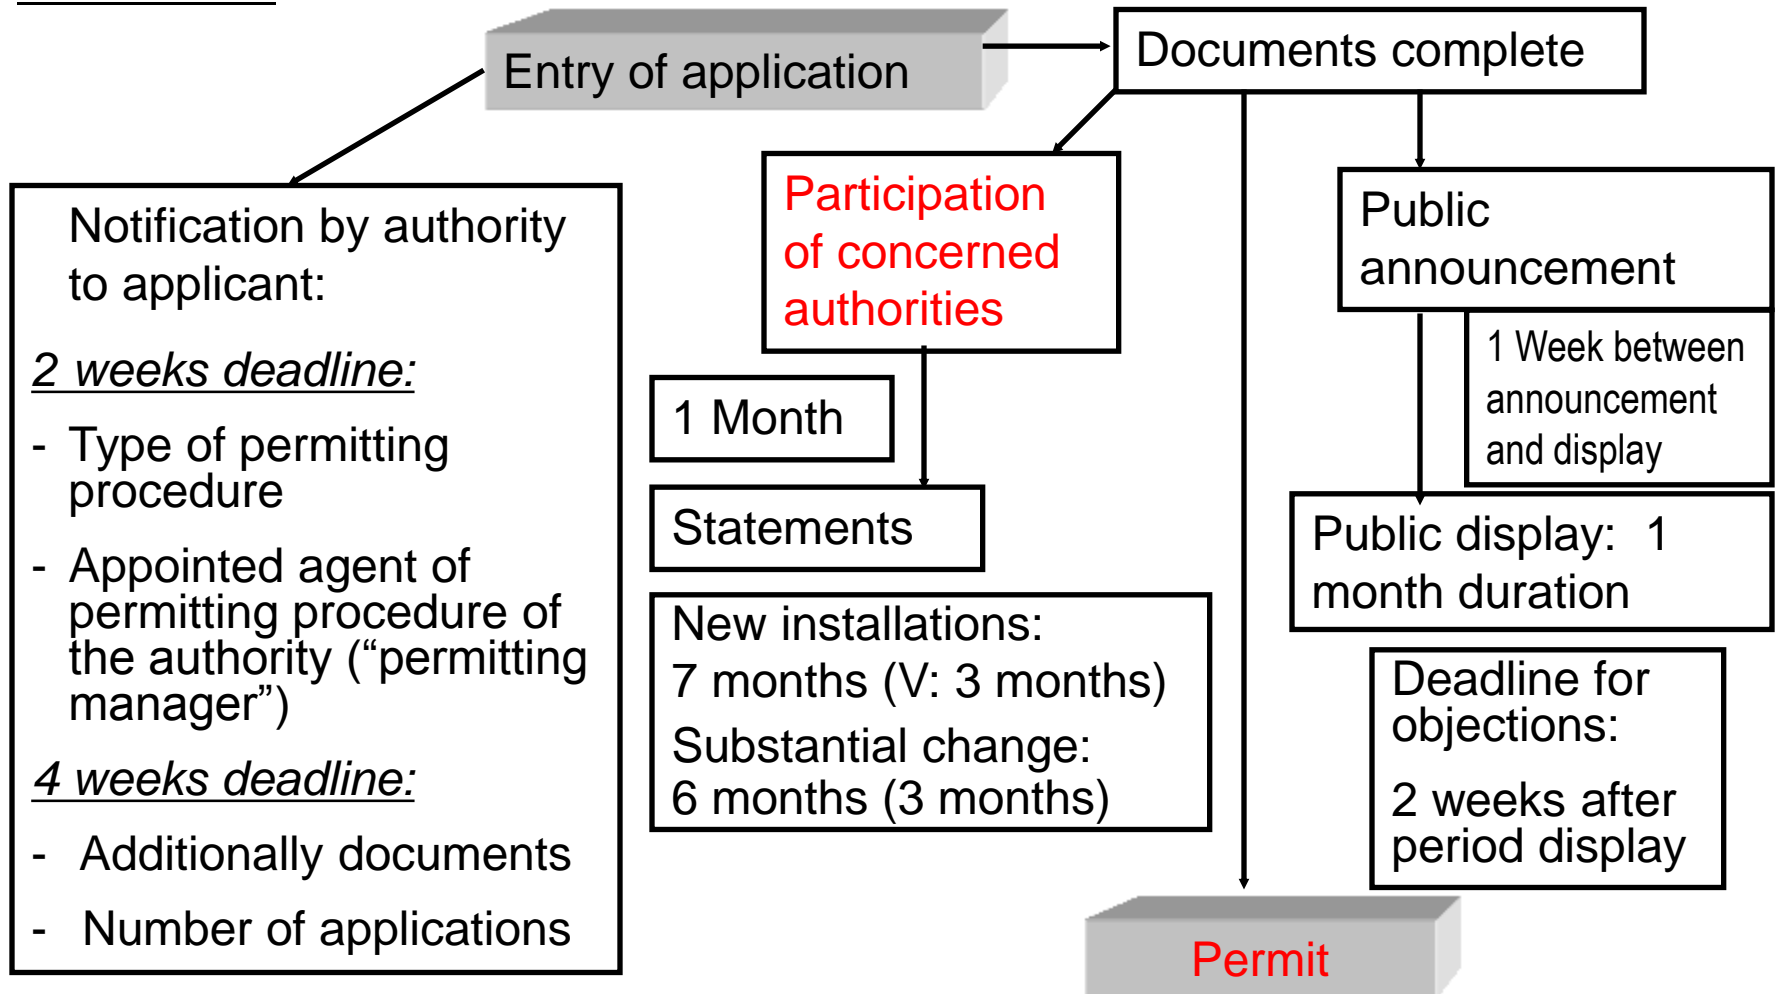 Entry of application
Documents complete
Notification by authority
to applicant:
2 weeks deadline:
- Type of permitting
procedure
- Appointed agent of
permitting procedure of
the authority (“permitting
manager”)
4 weeks deadline:
- Additionally documents
- Number of applications
Participation
of concerned
authorities
1 Month
Statements
New installations:
7 months (V: 3 months)
Substantial change:
6 months (3 months)
Public
announcement
1 Week between
announcement
and display
Public display: 1
month duration
Deadline for
objections:
2 weeks after
period display
Permit